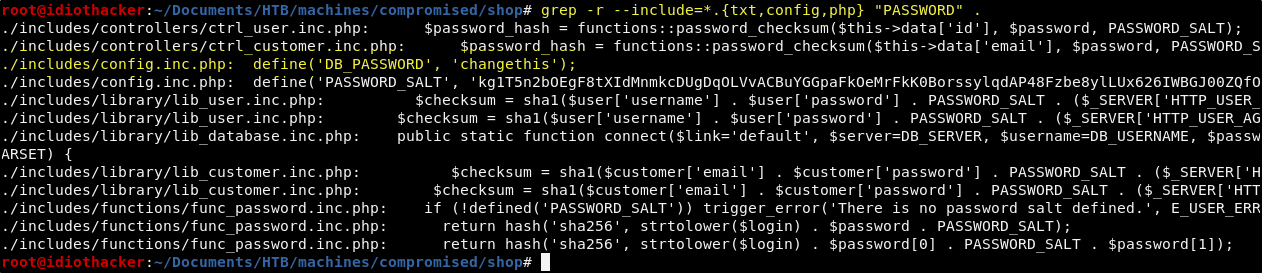 root@idiothacker:~/Documents/HTB/machines/compromised/shop# grep -r --include=*.{txt,config,php} "PASSWORD" .
./includes/controllers/ctrl_user.inc.php:      $password_hash = functions::password_checksum($this->data['id'], $password, PASSWORD_SALT);
./includes/controllers/ctrl_customer.inc.php:      $password_hash = functions::password_checksum($this->data['email'], $password, PASSWORD_S
./includes/config.inc.php:  define('DB_PASSWORD', 'changethis');
./includes/config.inc.php:  define('PASSWORD_SALT', 'kg1T5n2bOEgF8tXIdMnmkcDUgDqOLVvACBuYGGpaFkOeMrFkK0BorssylqdAP48Fzbe8ylLUx626IWBGJ00ZQfO
./includes/library/lib_user.inc.php:          $checksum = sha1($user['username'] . $user['password'] . PASSWORD_SALT . ($_SERVER['HTTP_USER_
./includes/library/lib_user.inc.php:        $checksum = sha1($user['username'] . $user['password'] . PASSWORD_SALT . ($_SERVER['HTTP_USER_AG
./includes/library/lib_database.inc.php:    public static function connect($link='default', $server=DB_SERVER, $username=DB_USERNAME, $passw
ARSET) {
./includes/library/lib_customer.inc.php:          $checksum = sha1($customer['email'] . $customer['password'] . PASSWORD_SALT . ($_SERVER['H
./includes/library/lib_customer.inc.php:        $checksum = sha1($customer['email'] . $customer['password'] . PASSWORD_SALT . ($_SERVER['HTT
./includes/functions/func_password.inc.php:    if (!defined('PASSWORD_SALT')) trigger_error('There is no password salt defined.', E_USER_ERR
./includes/functions/func_password.inc.php:      return hash('sha256', strtolower($login) . $password . PASSWORD_SALT);
./includes/functions/func_password.inc.php:      return hash('sha256', strtolower($login) . $password[0] . PASSWORD_SALT . $password[1]);
root@idiothacker:~/Documents/HTB/machines/compromised/shop#